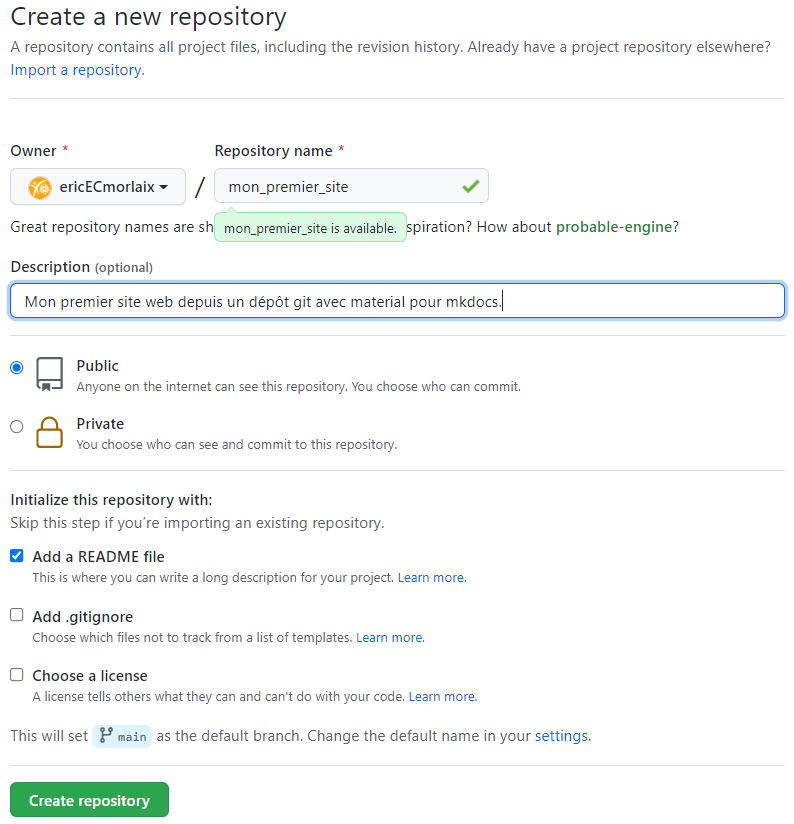 Create a new repository
A repository contains all project files, including the revision history. Already have a project repository elsewhere?
Import a repository.
Owner * Repository name *
ericECmorlaix / mon_premier_site
Great repository names are sh spiration? How about probable-engine?
mon_premier_site is available.
Description (optional)
Mon premier site web depuis un dépôt git avec material pour mkdocs.
Public
Anyone on the internet can see this repository. You choose who can commit.
Private
You choose who can see and commit to this repository.
Initialize this repository with:
Skip this step if you’re importing an existing repository.
Add a README file
This is where you can write a long description for your project. Learn more.
Add .gitignore
Choose which files not to track from a list of templates. Learn more.
Choose a license
A license tells others what they can and can't do with your code. Learn more.
This will set main as the default branch. Change the default name in your settings.
Create repository